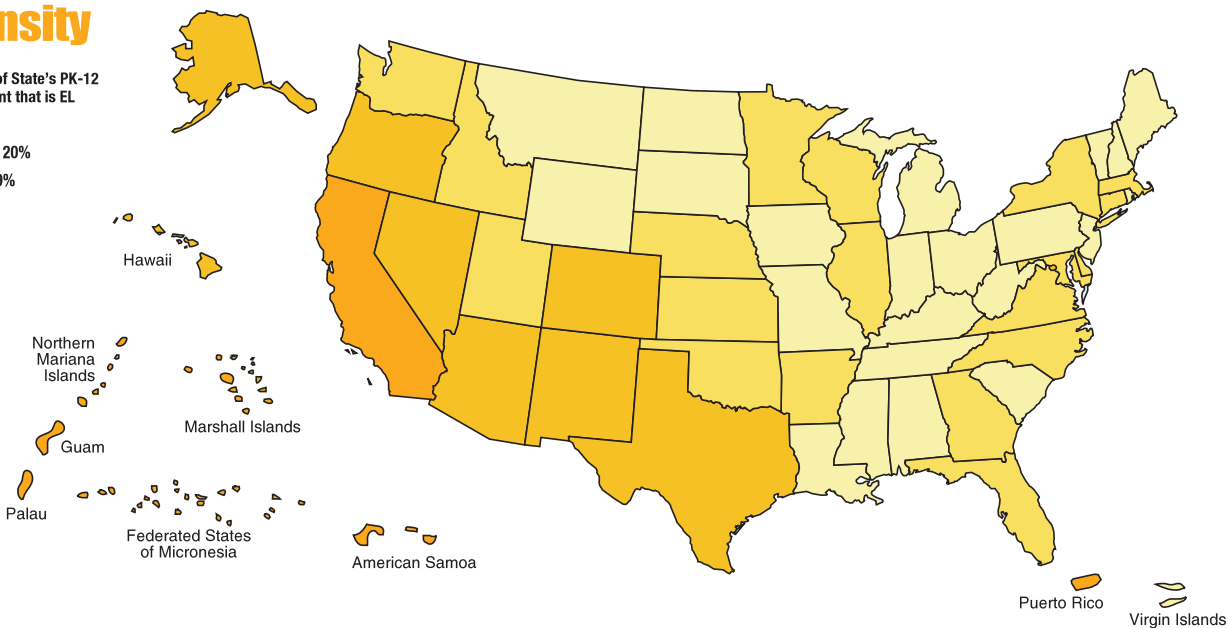 nsity
of State's PK-12
nt that is EL
20%
9%
Hawaii
Northern
Mariana
Islands
Marshall Islands
Guam
Palau
Federated States
of Micronesia
American Samoa
Puerto Rico
Virgin Islands